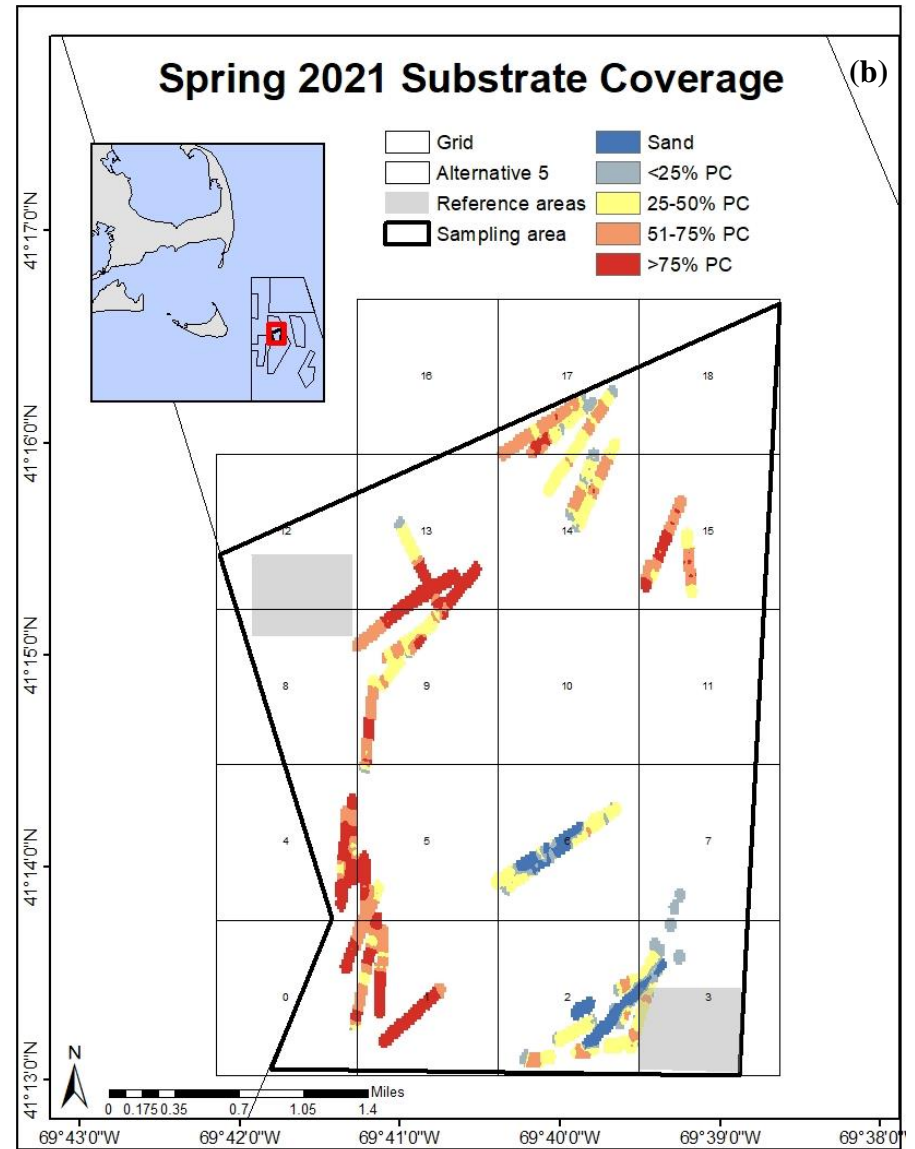 Spring 2021 Substrate Coverage
(b)
Grid
Alternative 5
Reference areas
Sampling area
Sand
<25% PC
25-50% PC
51-75% PC
>75% PC
41°17'0"N
41°16'0"N
41°15'0"N
41°14'0"N
41°13'0"N
16 17 18
12 13 14 15
8 9 10 11
4 5 6 7
0 1 2 3
N
Miles
0 0.175 0.35 0.7 1.05 1.4
69°43'0"W 69°42'0"W 69°41'0"W 69°40'0"W 69°39'0"W 69°38'0"W